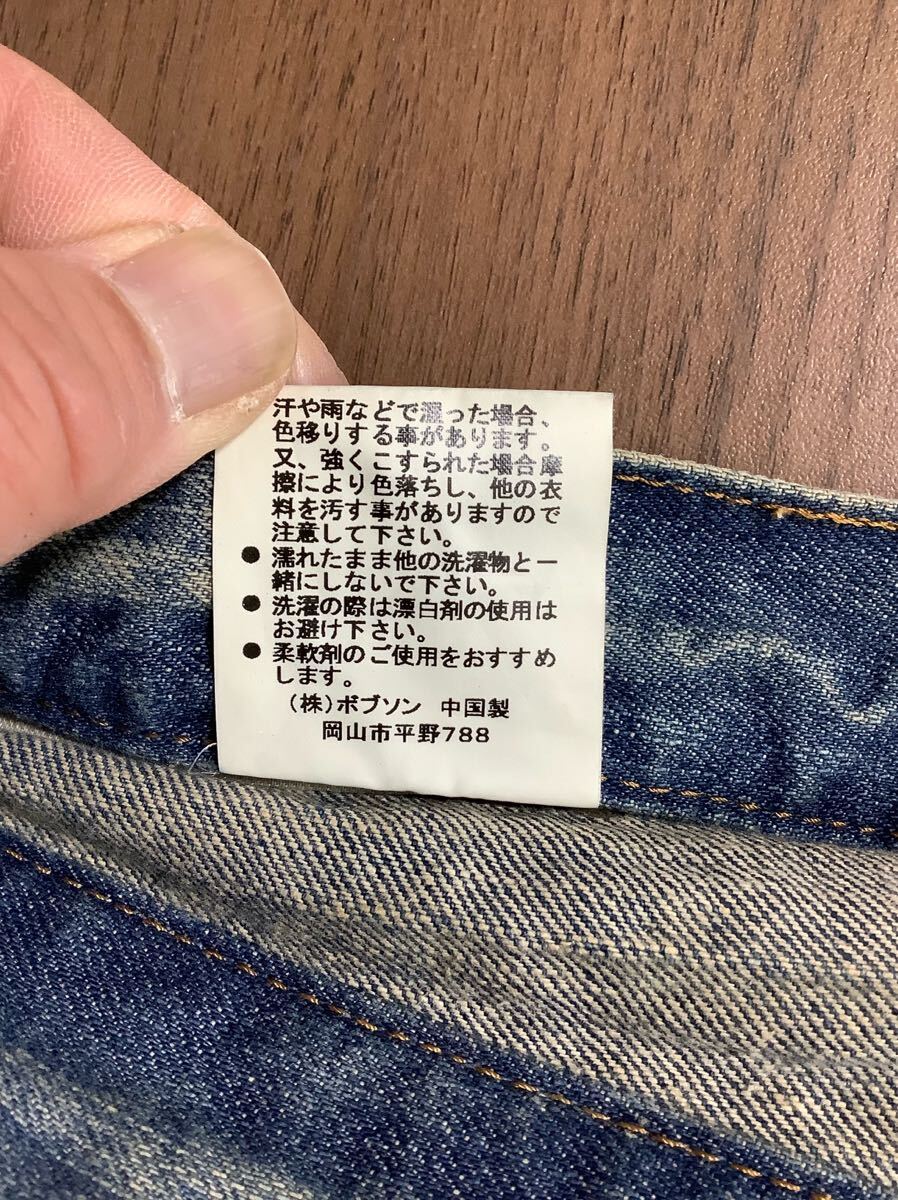 汗や雨などで濡った場合、
色移りする事があります。
又、強くこすられた場合摩
擦により色落ちし、他の衣
料を汚す事がありますので
注意して下さい。
●濡れたまま他の洗濯物と一
緒にしないで下さい。
●洗濯の際は漂白剤の使用は
お避け下さい。
●柔軟剤のご使用をおすすめ
します。
(株)ボブソン 中国製
岡山市平野788